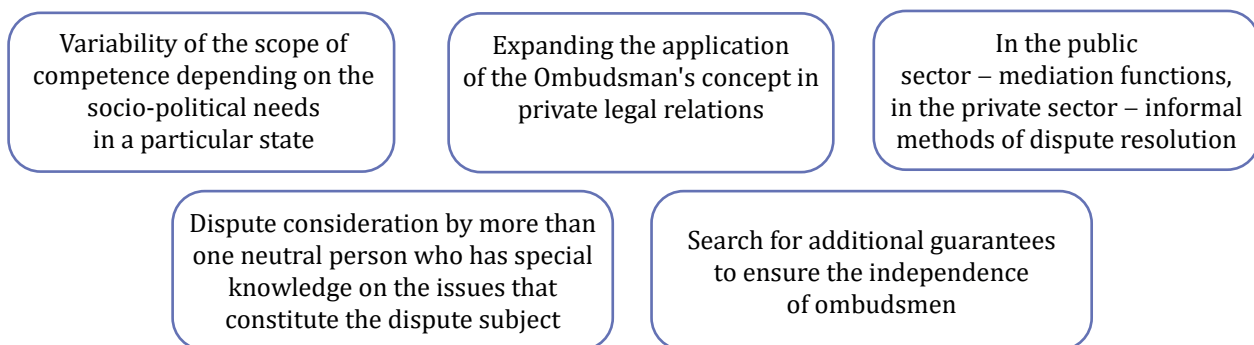 Variability of the scope of
competence depending on the
socio-political needs
in a particular state
Expanding the application
of the Ombudsman's concept in
private legal relations
In the public
sector – mediation functions,
in the private sector – informal
methods of dispute resolution
Dispute consideration by more than
one neutral person who has special
knowledge on the issues that
constitute the dispute subject
Search for additional guarantees
to ensure the independence
of ombudsmen